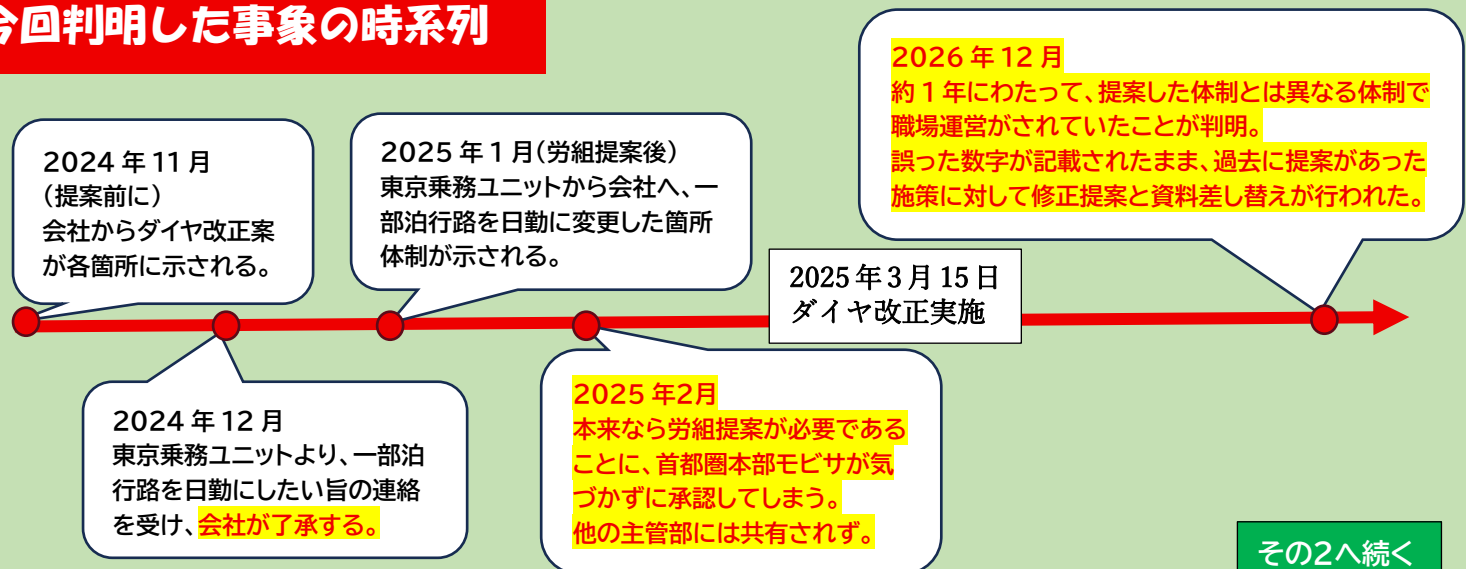 今回判明した事象の時系列
2024年11月
(提案前に)
会社からダイヤ改正案
が各箇所に示される。
2024年12月
東京乗務ユニットより、一部泊
行路を日勤にしたい旨の連絡
を受け、会社が了承する。
2025年1月(労組提案後)
東京乗務ユニットから会社へ、一
部泊行路を日勤に変更した箇所
体制が示される。
2025年2月
本来なら労組提案が必要である
ことに、首都圏本部モビサが気
づかずに承認してしまう。
他の主管部には共有されず。
2025年3月15日
ダイヤ改正実施
2026年12月
約1年にわたって、提案した体制とは異なる体制で
職場運営がされていたことが判明。
誤った数字が記載されたまま、過去に提案があった
施策に対して修正提案と資料差し替えが行われた。
その2へ続く